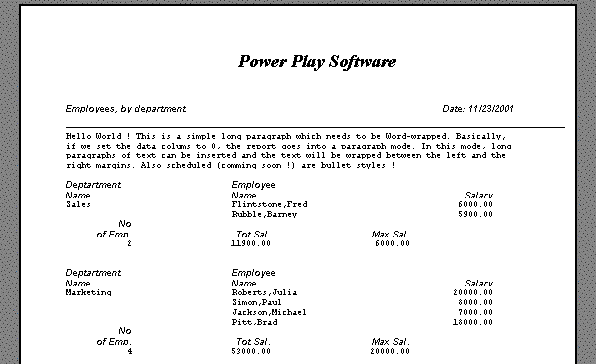 Power Play Software
Employees, by department Date: 11/23/2001
Hello World ! This is a simple long paragraph which needs to be Word-wrapped. Basically,
if we set the data colums to 0, the report goes into a paragraph mode. In this mode, long
paragraphs of text can be inserted and the text will be wrapped between the left and the
right margins. Also scheduled (comming soon !) are bullet styles !
Deptartment Employee
Name Name Salary
Sales Flintstone,Fred 6000.00
Rubble,Barney 5900.00
No
of Emp. Tot Sal. Max Sal.
2 11900.00 6000.00
Deptartment Employee
Name Name Salary
Marketing Roberts,Julia 20000.00
Simon,Paul 8000.00
Jackson,Michael 7000.00
Pitt,Brad 18000.00
No
of Emp. Tot Sal. Max Sal.
4 53000.00 20000.00